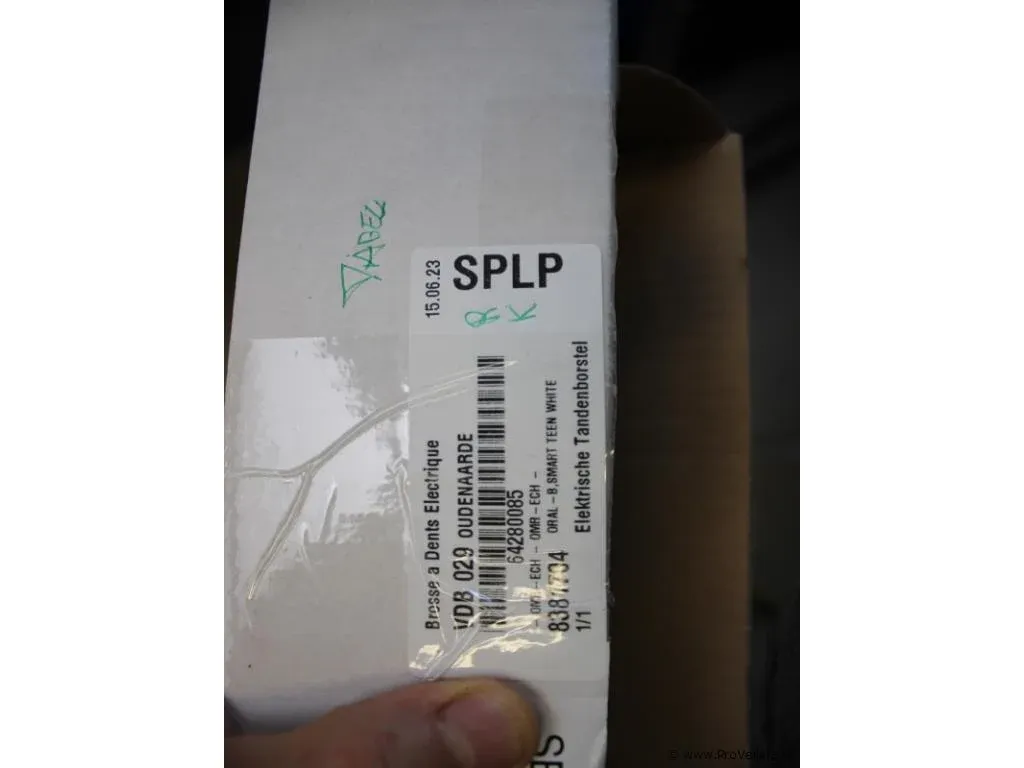 15.06.23
SPLP
R
K
Brosse a Dents Electrique
VDB 029 OUDENAARDE
64280085
- OMR-ECH - OMR-ECH -
ORAL-B,SMART TEEN WHITE
1/1
Elektrische Tandenborstel